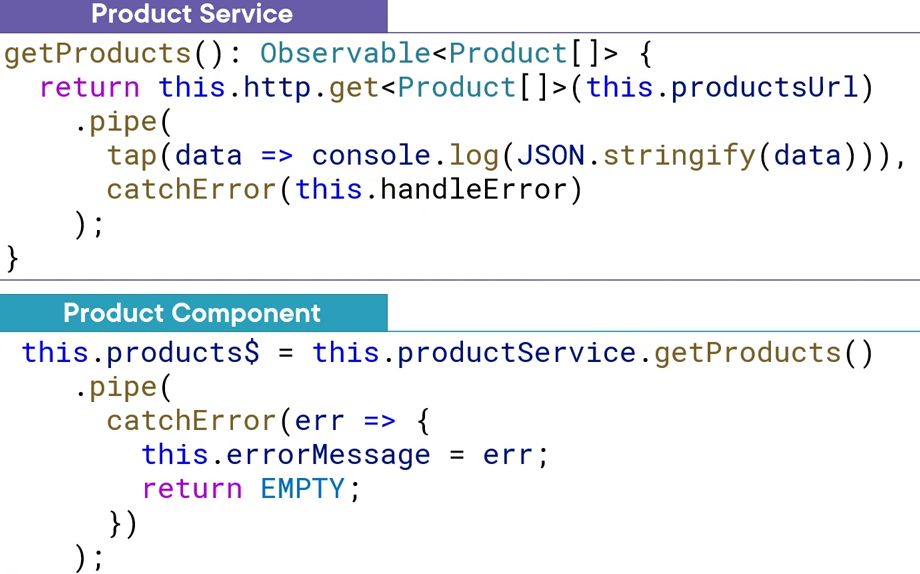 Product Service
getProducts(): Observable<Product[]> {
  return this.http.get<Product[]>(this.productsUrl)
    .pipe(
      tap(data => console.log(JSON.stringify(data))),
      catchError(this.handleError)
    );
}
Product Component
this.products$ = this.productService.getProducts()
    .pipe(
      catchError(err => {
        this.errorMessage = err;
        return EMPTY;
      })
    );